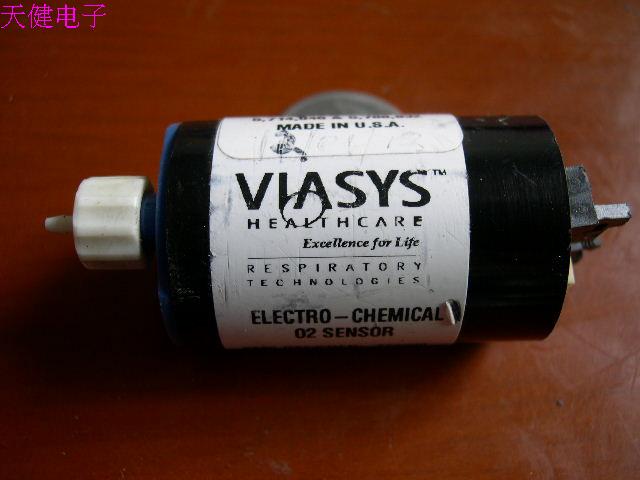 天健电子
MADE IN U.S.A.
VIASYS™
HEALTHCARE
Excellence for Life
RESPIRATORY
TECHNOLOGIES
ELECTRO-CHEMICAL
O2 SENSOR